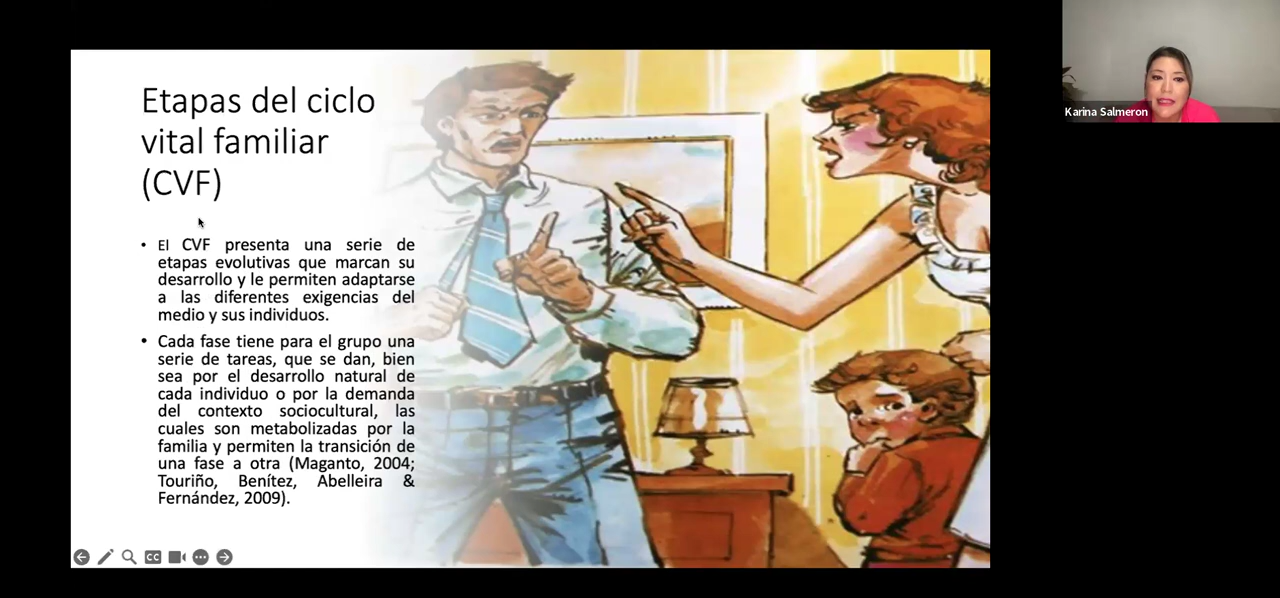 Etapas del ciclo
vital familiar
(CVF)
• El CVF presenta una serie de
etapas evolutivas que marcan su
desarrollo y le permiten adaptarse
a las diferentes exigencias del
medio y sus individuos.
• Cada fase tiene para el grupo una
serie de tareas, que se dan, bien
sea por el desarrollo natural de
cada individuo o por la demanda
del contexto sociocultural, las
cuales son metabolizadas por la
familia y permiten la transición de
una fase a otra (Maganto, 2004;
Touriño, Benítez, Abelleira &
Fernández, 2009).
CC
Karina Salmeron